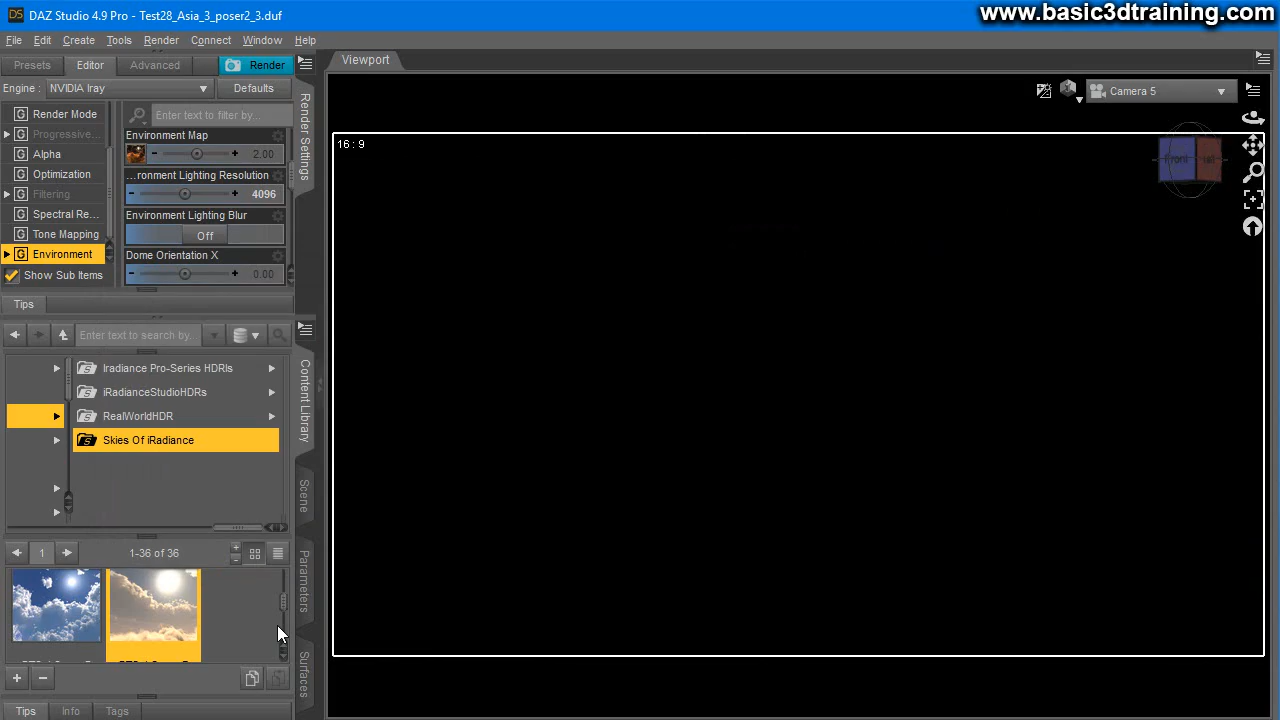 DAZ Studio 4.9 Pro - Test28_Asia_3_poser2_3.duf
www.basic3dtraining.com
File Edit Create Tools Render Connect Window Help
Presets Editor Advanced Render
Viewport
Engine : NVIDIA Iray Defaults
Camera 5
Render Mode
Enter text to filter by...
Progressive...
Environment Map
2.00
Alpha
Optimization
...ronment Lighting Resolution
4096
Filtering
Spectral Re...
Environment Lighting Blur
Off
Tone Mapping
Environment
Dome Orientation X
0.00
Show Sub Items
Render Settings
16 : 9
Front
Tips
Enter text to search by.
Iradiance Pro-Series HDRIs
iRadianceStudioHDRs
RealWorldHDR
Skies Of iRadiance
Content Library
Scene
Parameters
Surfaces
1
1-36 of 36
Tips Info Tags